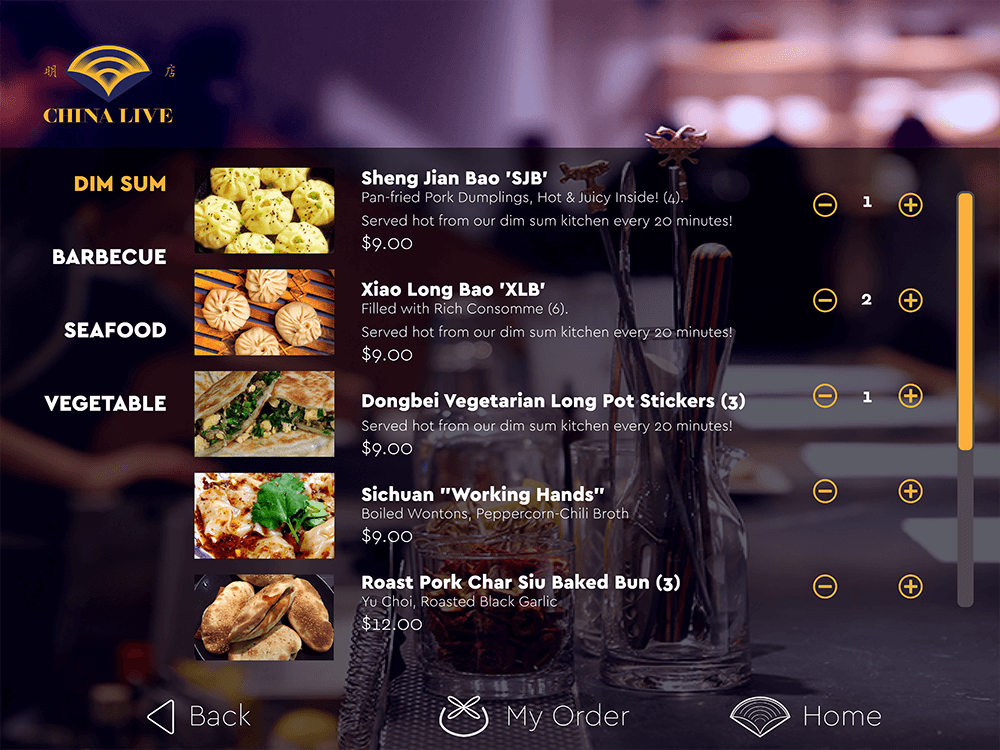 明 店
CHINA LIVE
DIM SUM
BARBECUE
SEAFOOD
VEGETABLE
Sheng Jian Bao 'SJB'
Pan-fried Pork Dumplings, Hot & Juicy Inside! (4).
Served hot from our dim sum kitchen every 20 minutes!
$9.00
1
Xiao Long Bao 'XLB'
Filled with Rich Consomme (6).
Served hot from our dim sum kitchen every 20 minutes!
$9.00
2
Dongbei Vegetarian Long Pot Stickers (3)
Served hot from our dim sum kitchen every 20 minutes!
$9.00
1
Sichuan "Working Hands"
Boiled Wontons, Peppercorn-Chili Broth
$9.00
Roast Pork Char Siu Baked Bun (3)
Yu Choi, Roasted Black Garlic
$12.00
Back
My Order
Home